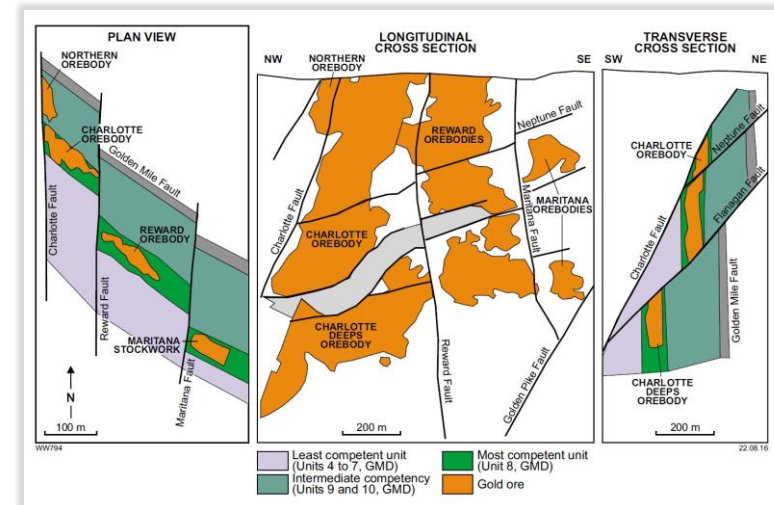 PLAN VIEW
NORTHERN
OREBODY
CHARLOTTE
OREBODY
Golden Mile Fault
Charlotte Fault
REWARD
OREBODY
Reward Fault
MARITANA
STOCKWORK
Maritana Fault
N
100 m
WW794
LONGITUDINAL
CROSS SECTION
NW
SE
NORTHERN
OREBODY
REWARD
OREBODIES
Neptune Fault
Charlotte Fault
Maritana Fault
MARITANA
OREBODIES
CHARLOTTE
OREBODY
CHARLOTTE
DEEPS
OREBODY
Reward Fault
Golden Pike Fault
200 m
TRANSVERSE
CROSS SECTION
SW
NE
CHARLOTTE
OREBODY
Neptune Fault
Flanagan Fault
Charlotte Fault
Golden Mile Fault
CHARLOTTE
DEEPS
OREBODY
200 m
22.08.16
Least competent unit
(Units 4 to 7, GMD)
Intermediate competency
(Units 9 and 10, GMD)
Most competent unit
(Unit 8, GMD)
Gold ore